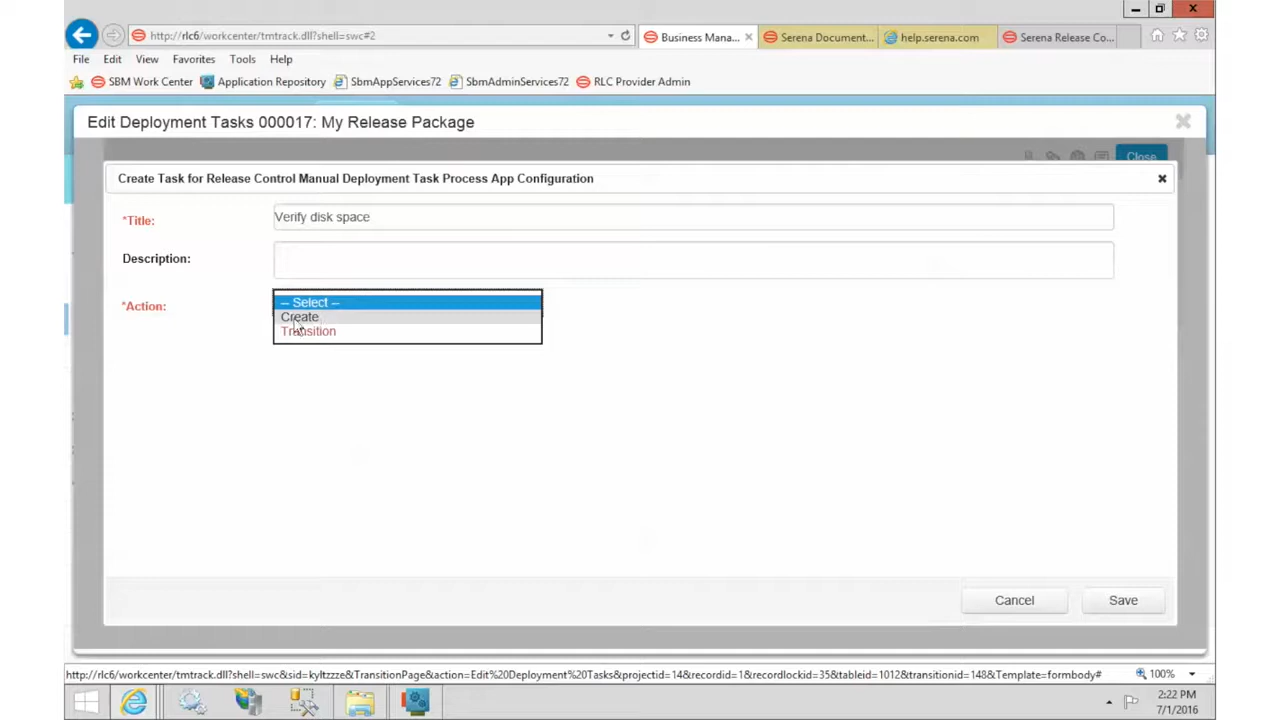 http://rlc6/workcenter/tmtrack.dll?shell=swc#2
Business Mana...
Serena Document...
help.serena.com
Serena Release Co...
File Edit View Favorites Tools Help
SBM Work Center Application Repository SbmAppServices72 SbmAdminServices72 RLC Provider Admin
Edit Deployment Tasks 000017: My Release Package
Close
Create Task for Release Control Manual Deployment Task Process App Configuration
*Title: Verify disk space
Description:
*Action: -- Select --
Create
Transition
Cancel Save
http://rlc6/workcenter/tmtrack.dll?shell=swc&sid=kyltzzze&TransitionPage&action=Edit%20Deployment%20Tasks&projectid=14&recordid=1&recordlockid=35&tableid=1012&transitionid=148&Template=formbody#
100%
2:22 PM
7/1/2016